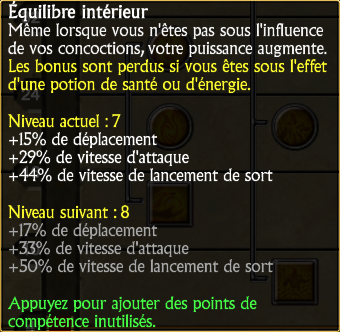 Équilibre intérieur
Même lorsque vous n'êtes pas sous l'influence
de vos concoctions, votre puissance augmente.
Les bonus sont perdus si vous êtes sous l'effet
d'une potion de santé ou d'énergie.
Niveau actuel : 7
+15% de déplacement
+29% de vitesse d'attaque
+44% de vitesse de lancement de sort
Niveau suivant : 8
+17% de déplacement
+33% de vitesse d'attaque
+50% de vitesse de lancement de sort
Appuyez pour ajouter des points de
compétence inutilisés.